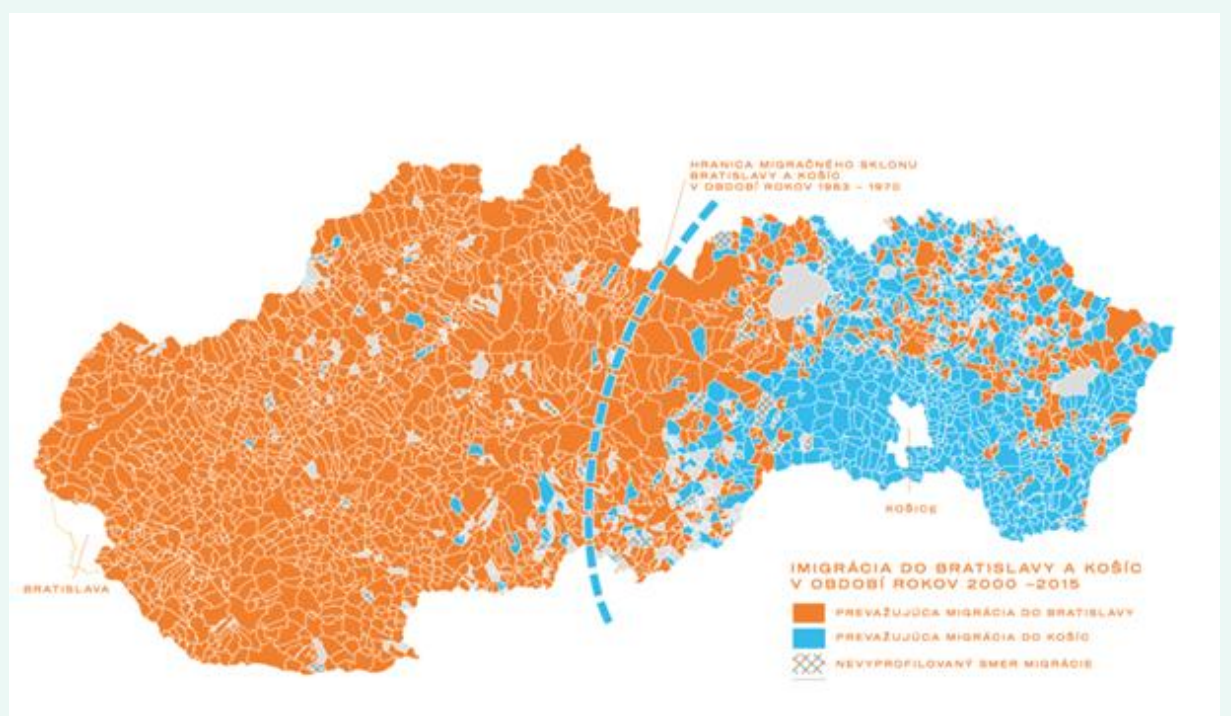 HRANICA MIGRAČNÉHO SKLONU
BRATISLAVY A KOŠÍC
V OBDOBÍ ROKOV 1963 – 1970
KOŠICE
BRATISLAVA
IMIGRÁCIA DO BRATISLAVY A KOŠÍC
V OBDOBÍ ROKOV 2000 –2015
PREVAŽUJÚCA MIGRÁCIA DO BRATISLAVY
PREVAŽUJÚCA MIGRÁCIA DO KOŠÍC
NEVYPROFILOVANÝ SMER MIGRÁCIE